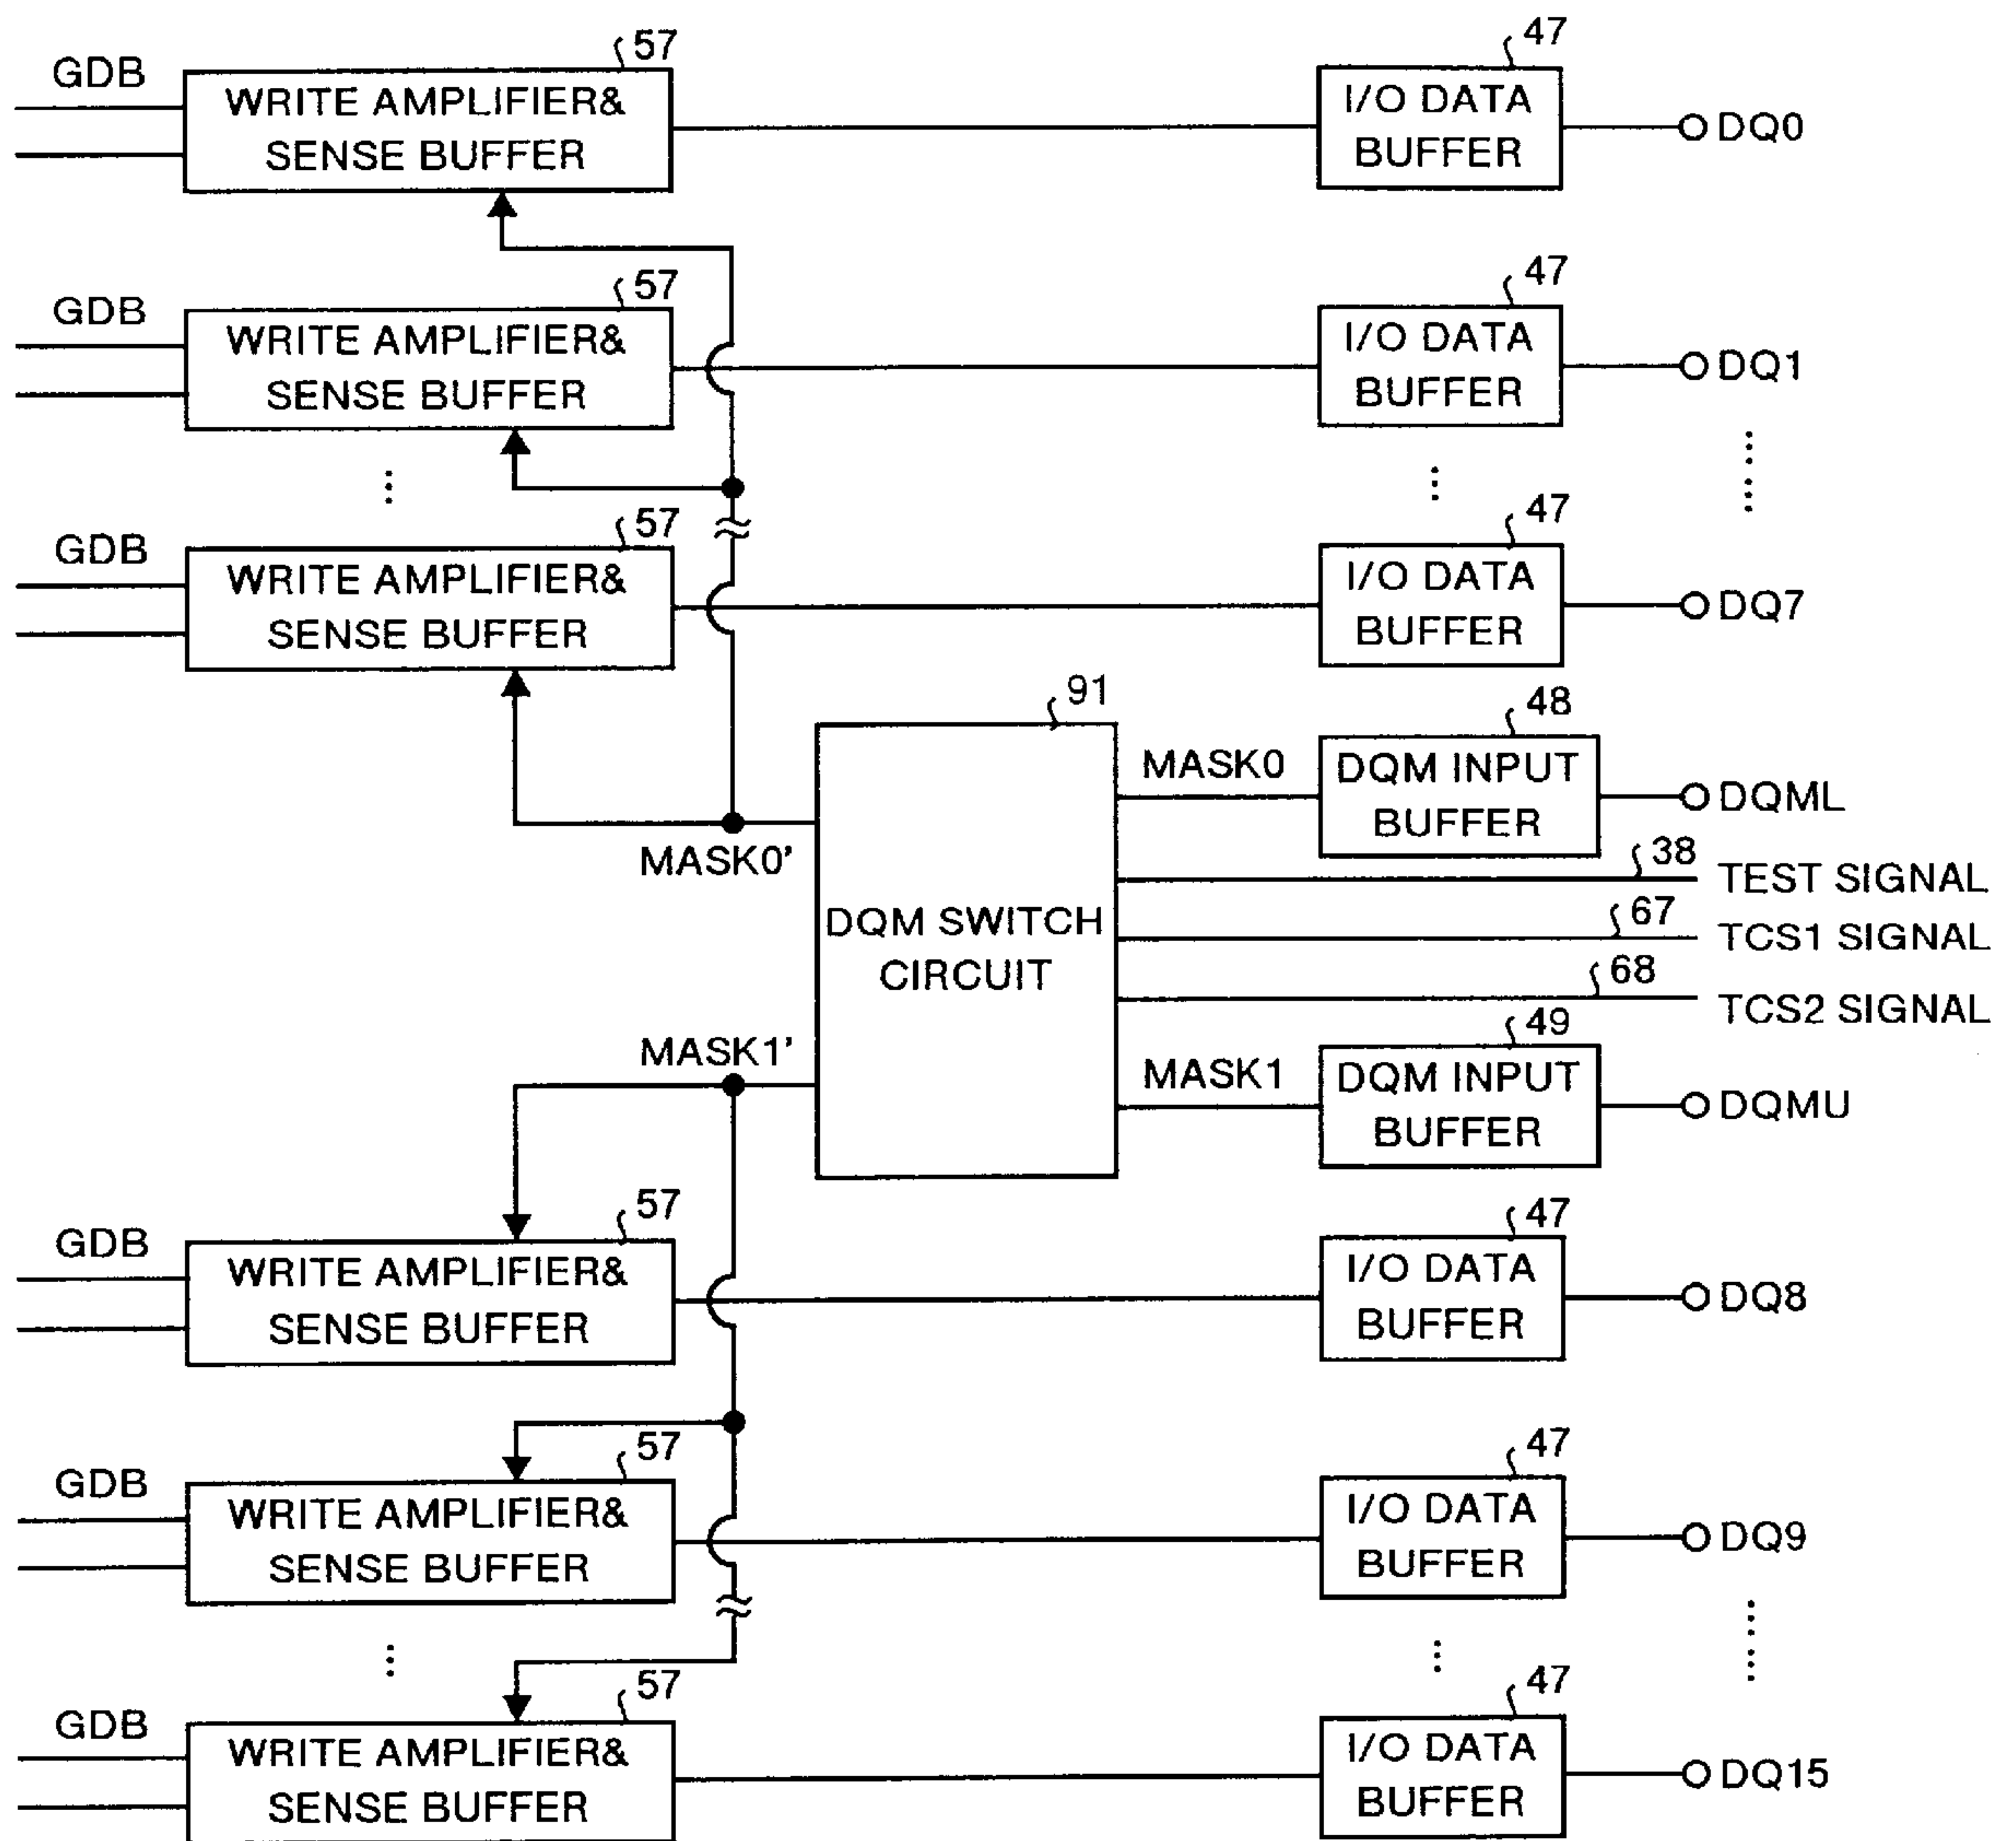 57
47
GDB
WRITE AMPLIFIER&
SENSE BUFFER
I/O DATA
BUFFER
DQ0
57
47
GDB
WRITE AMPLIFIER&
SENSE BUFFER
I/O DATA
BUFFER
DQ1
57
47
GDB
WRITE AMPLIFIER&
SENSE BUFFER
I/O DATA
BUFFER
DQ7
91
48
MASK0
DQM INPUT
BUFFER
DQML
MASK0'
38
TEST SIGNAL
DQM SWITCH
CIRCUIT
67
TCS1 SIGNAL
68
TCS2 SIGNAL
49
MASK1'
MASK1
DQM INPUT
BUFFER
DQMU
57
47
GDB
WRITE AMPLIFIER&
SENSE BUFFER
I/O DATA
BUFFER
DQ8
57
47
GDB
WRITE AMPLIFIER&
SENSE BUFFER
I/O DATA
BUFFER
DQ9
57
47
GDB
WRITE AMPLIFIER&
SENSE BUFFER
I/O DATA
BUFFER
DQ15